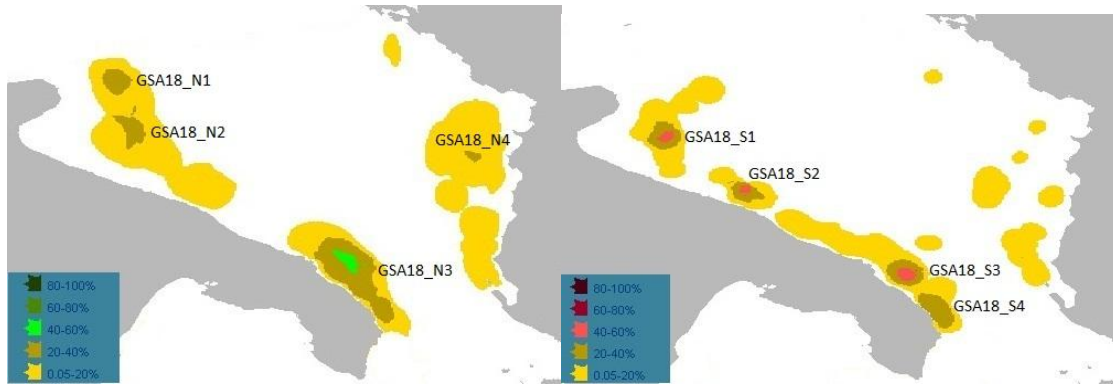 GSA18_N1
GSA18_N2
GSA18_N4
GSA18_N3
80-100%
60-80%
40-60%
20-40%
0.05-20%
GSA18_S1
GSA18_S2
GSA18_S3
GSA18_S4
80-100%
60-80%
40-60%
20-40%
0.05-20%